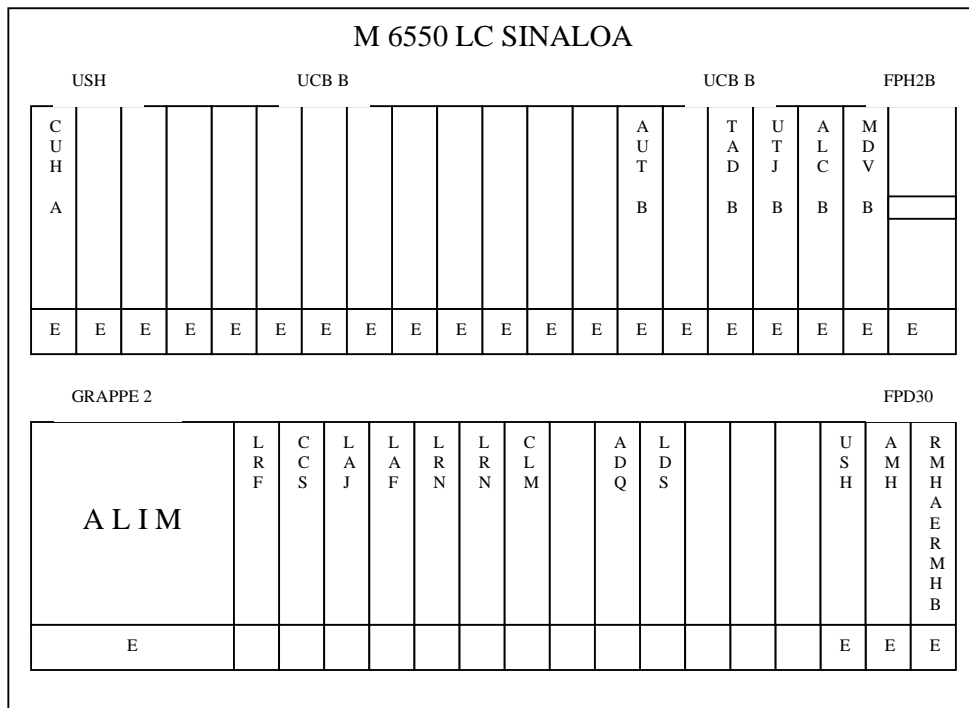 M 6550 LC SINALOA
USH UCB B UCB B FPH2B
CUH A AUT B TAD B UTJ B ALC B MDV B
E E E E E E E E E E E E E E E E E E E E
GRAPPE 2 FPD30
A L I M LRF CCS LAJ LAF LRN LRN CLM ADQ LDS USH AMH RMHAERMHB
E E E E